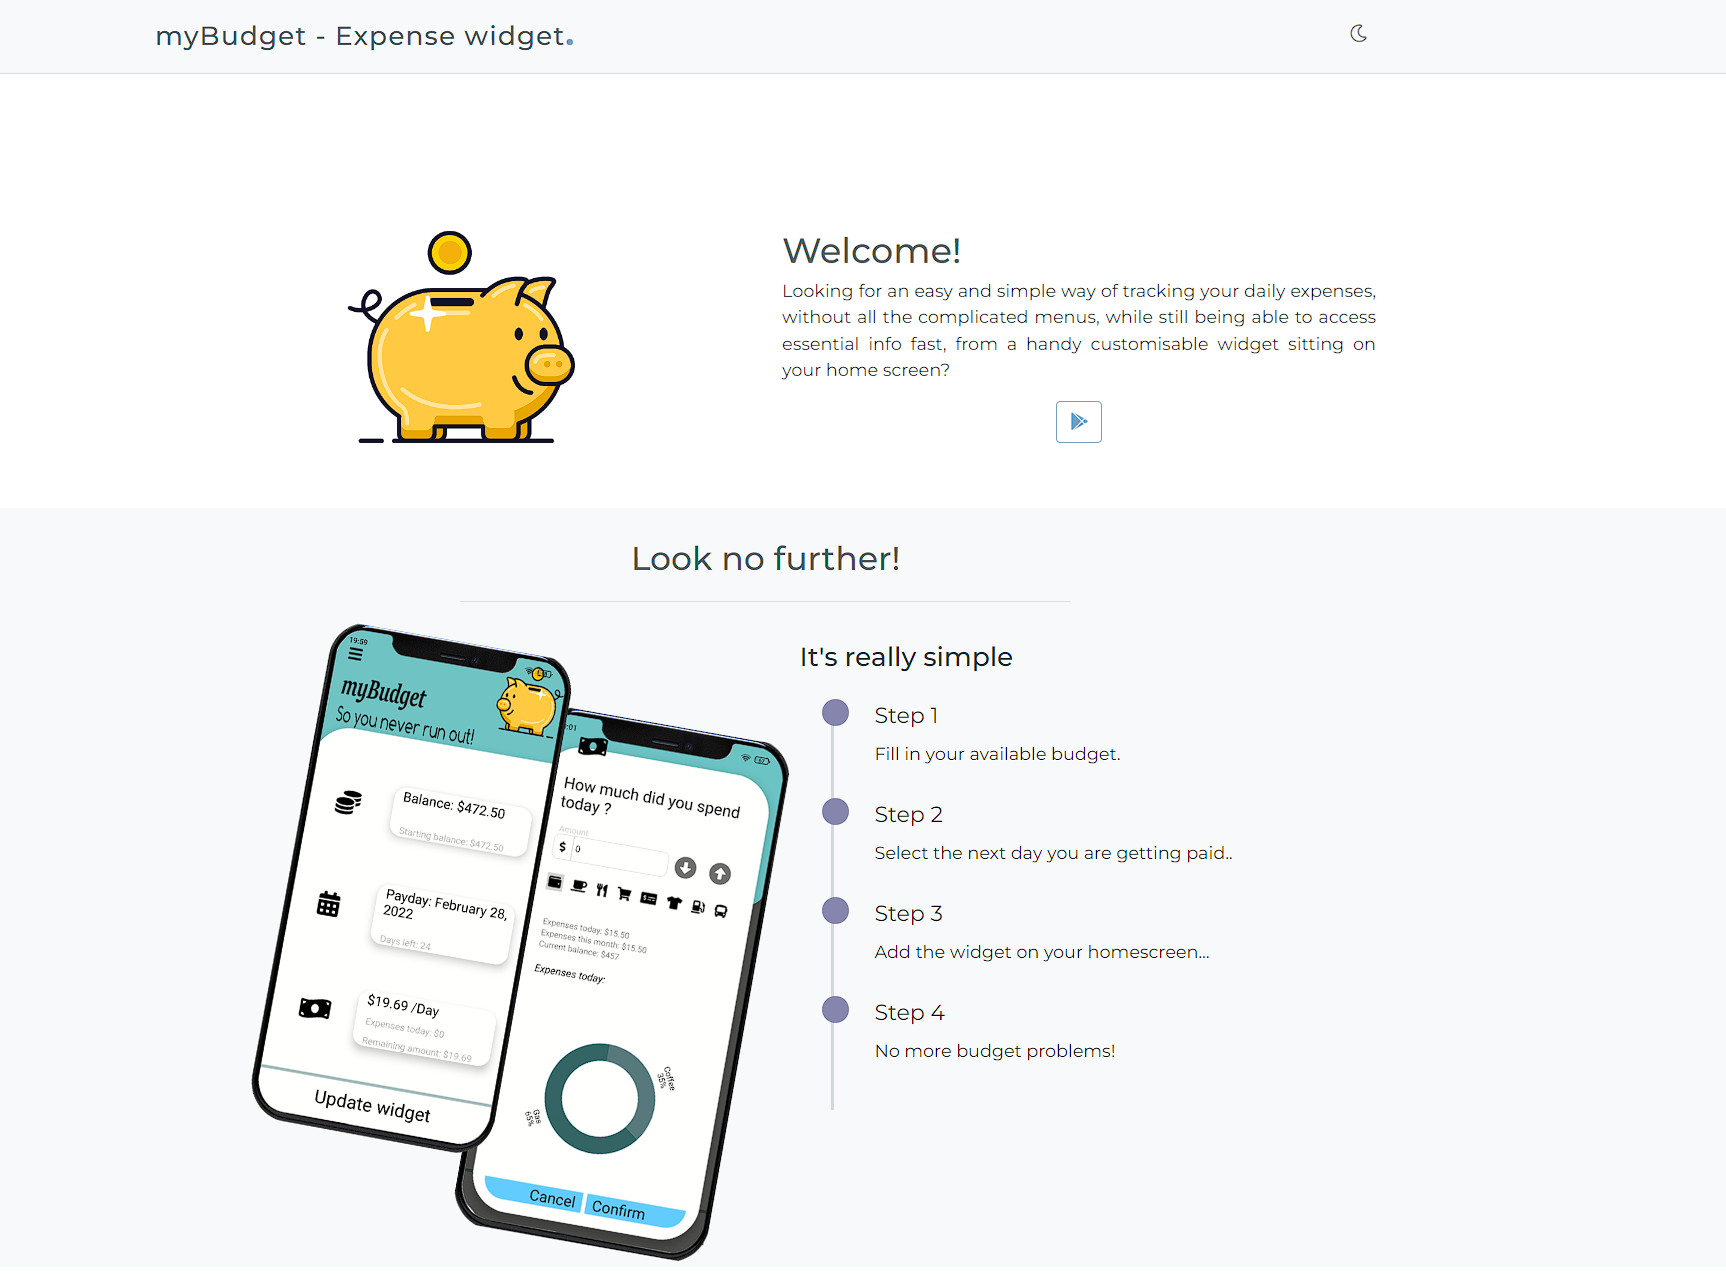 myBudget - Expense widget.
Welcome!
Looking for an easy and simple way of tracking your daily expenses,
without all the complicated menus, while still being able to access
essential info fast, from a handy customisable widget sitting on
your home screen?
Look no further!
19:59
myBudget
So you never run out!
Balance: $472.50
Starting balance: $472.50
Payday: February 28,
2022
Days left: 24
$19.69 /Day
Expenses today: $0
Remaining amount: $19.69
Update widget
:01
How much did you spend
today ?
Amount
$ 0
Expenses today: $15.50
Expenses this month: $15.50
Current balance: $457
Expenses today:
Coffee
35%
Gas
65%
Cancel
Confirm
It's really simple
Step 1
Fill in your available budget.
Step 2
Select the next day you are getting paid..
Step 3
Add the widget on your homescreen...
Step 4
No more budget problems!